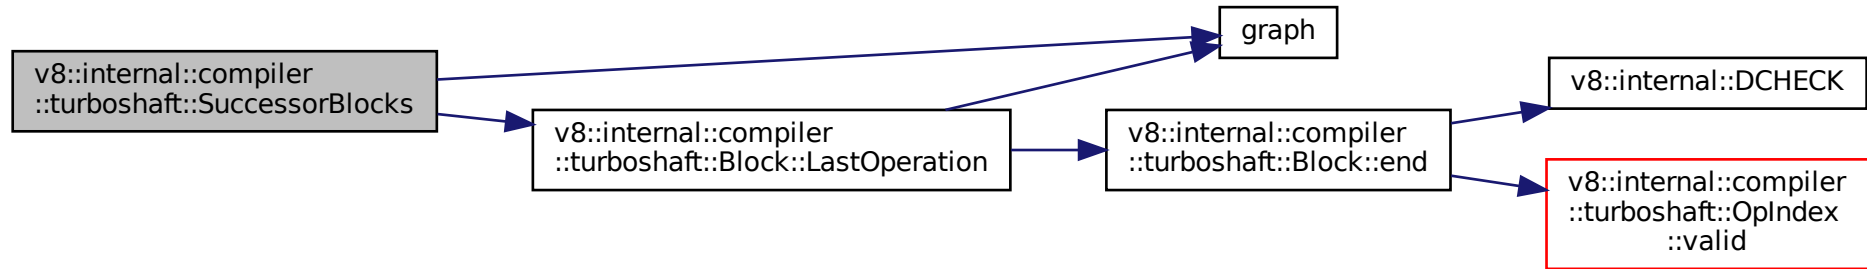 v8::internal::compiler
::turboshaft::SuccessorBlocks
graph
v8::internal::compiler
::turboshaft::Block::LastOperation
v8::internal::compiler
::turboshaft::Block::end
v8::internal::DCHECK
v8::internal::compiler
::turboshaft::OpIndex
::valid